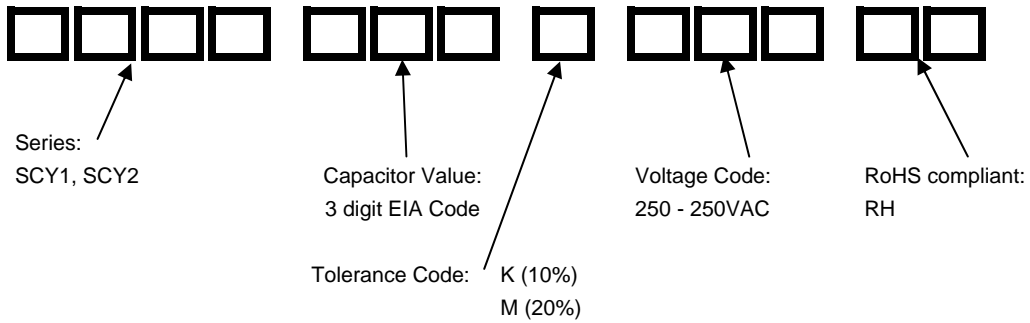 Series:
SCY1, SCY2
Capacitor Value:
3 digit EIA Code
Voltage Code:
250 - 250VAC
RoHS compliant:
RH
Tolerance Code: K (10%)
M (20%)